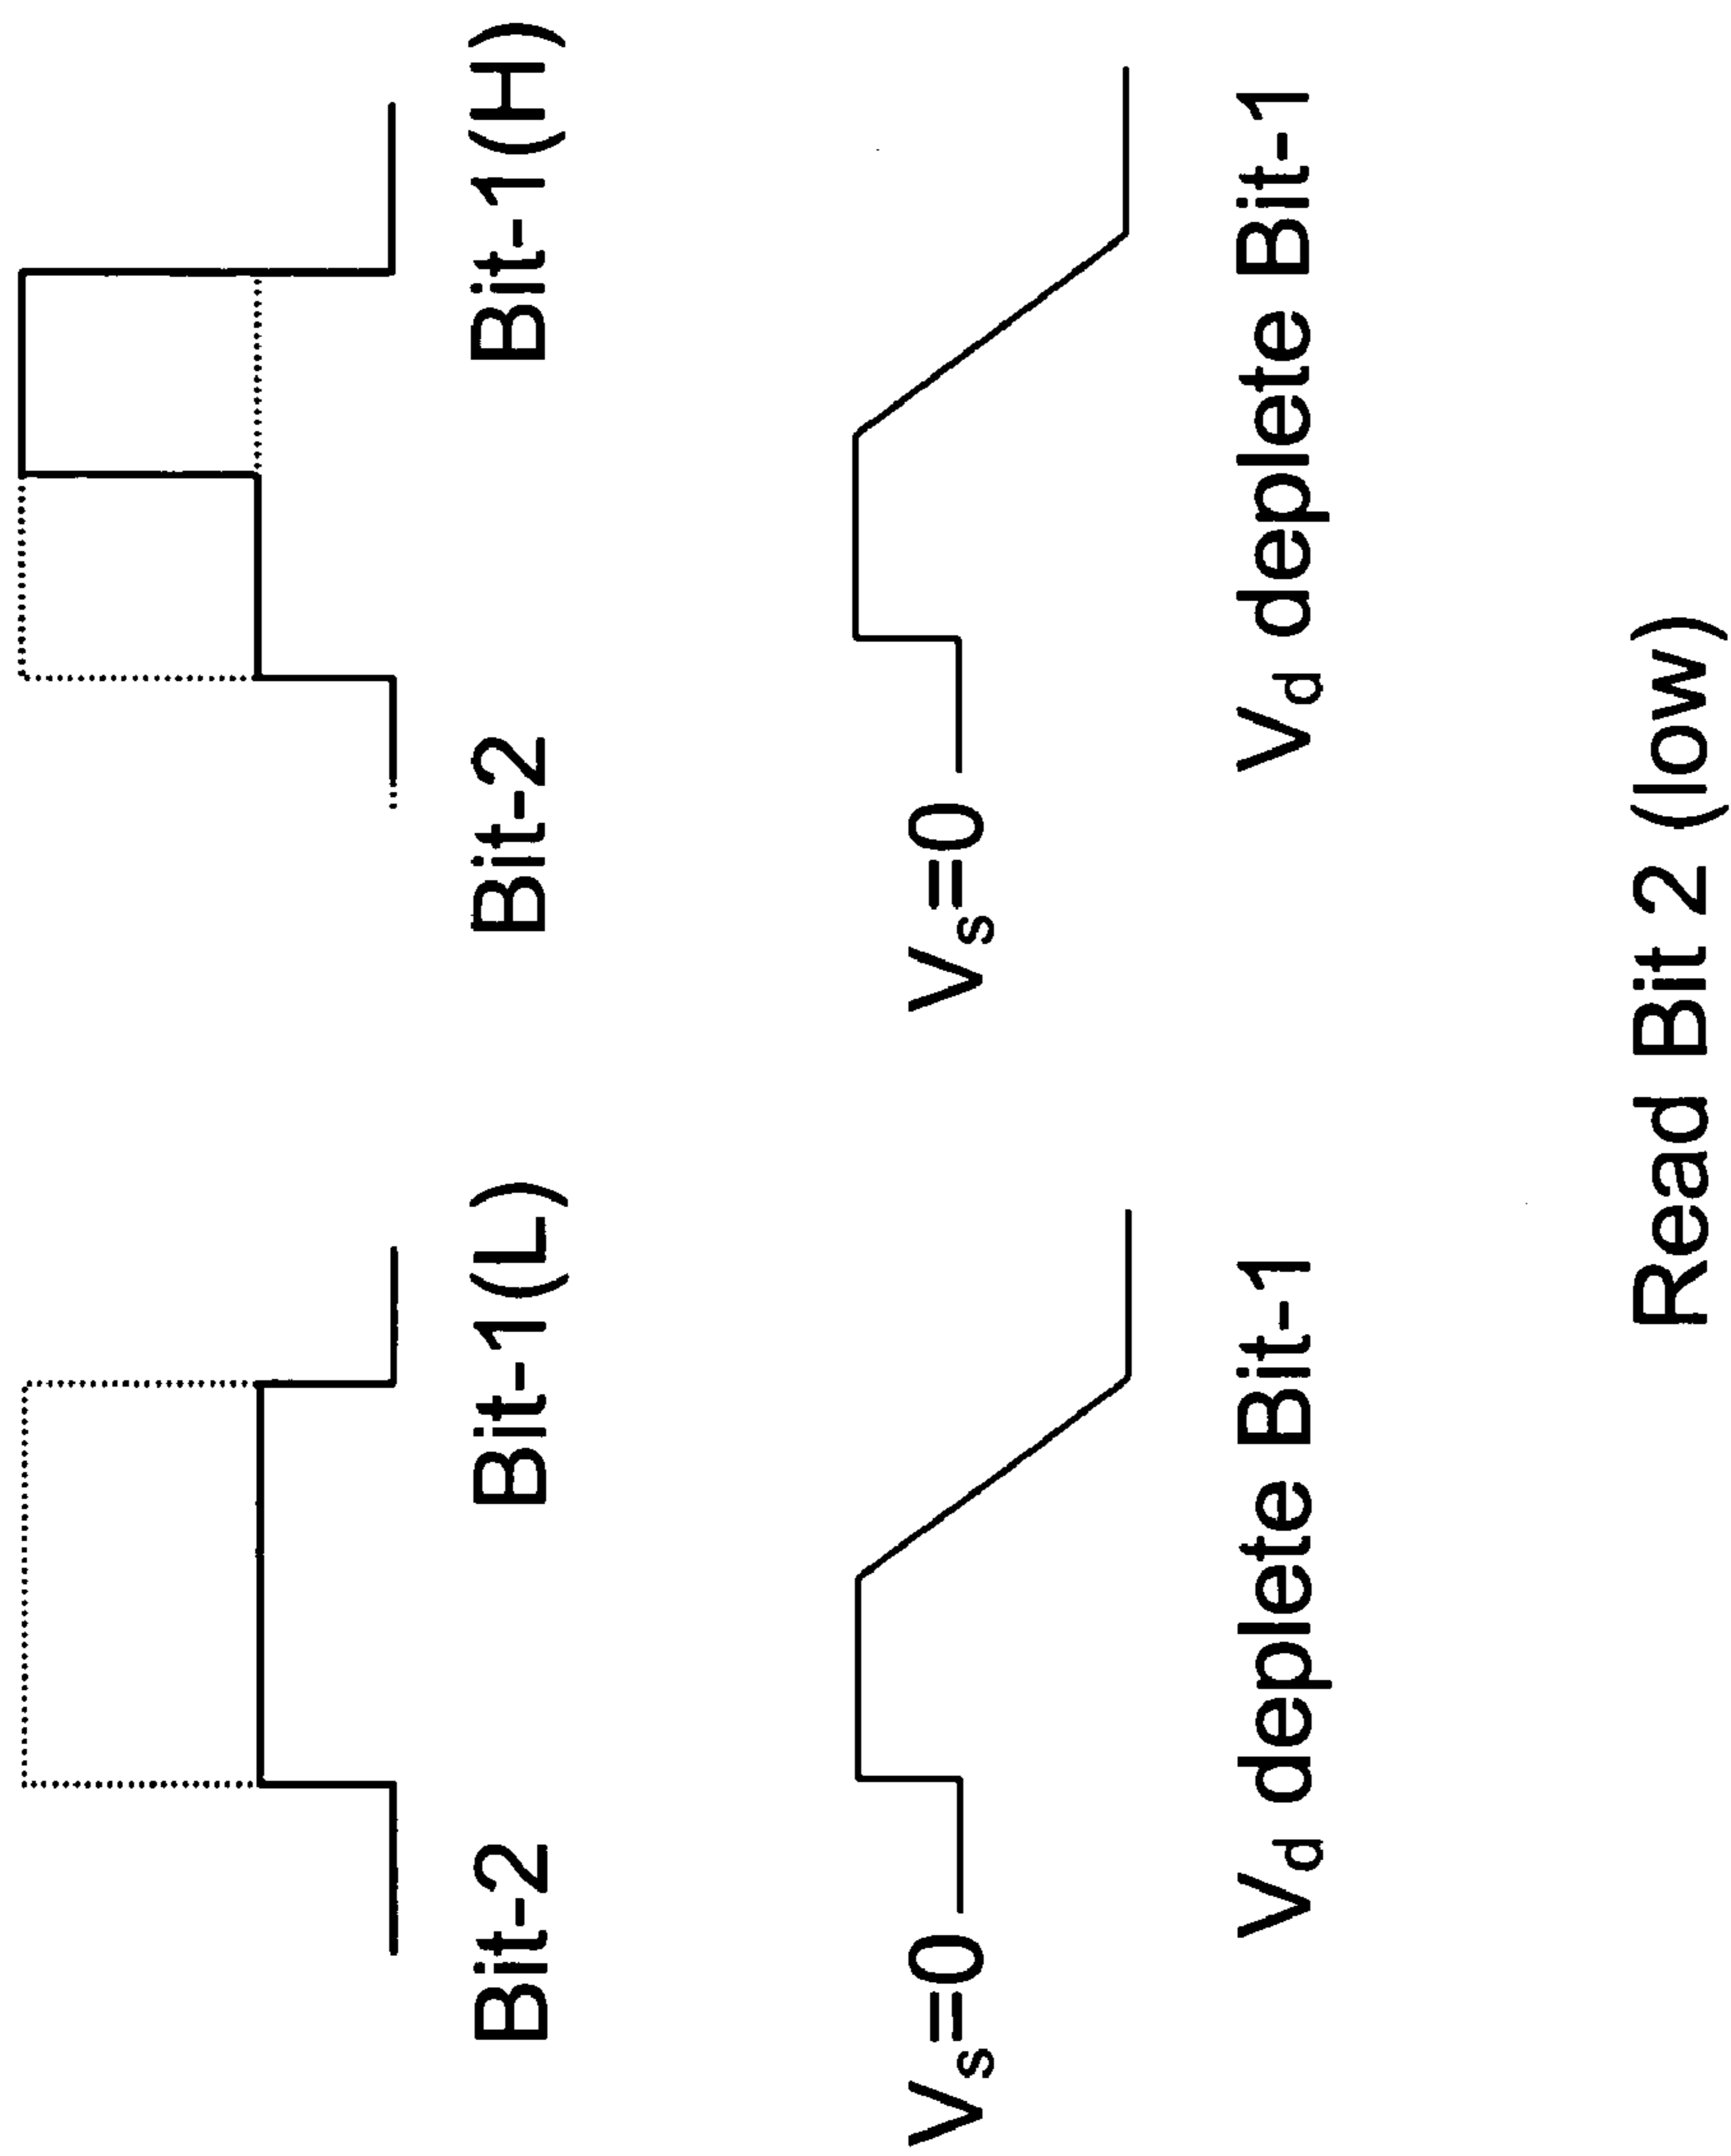 Bit-2 Bit-1(L) Bit-2 Bit-1(H)
Vs=0 Vs=0
Vd deplete Bit-1 Vd deplete Bit-1
Read Bit 2 (low)